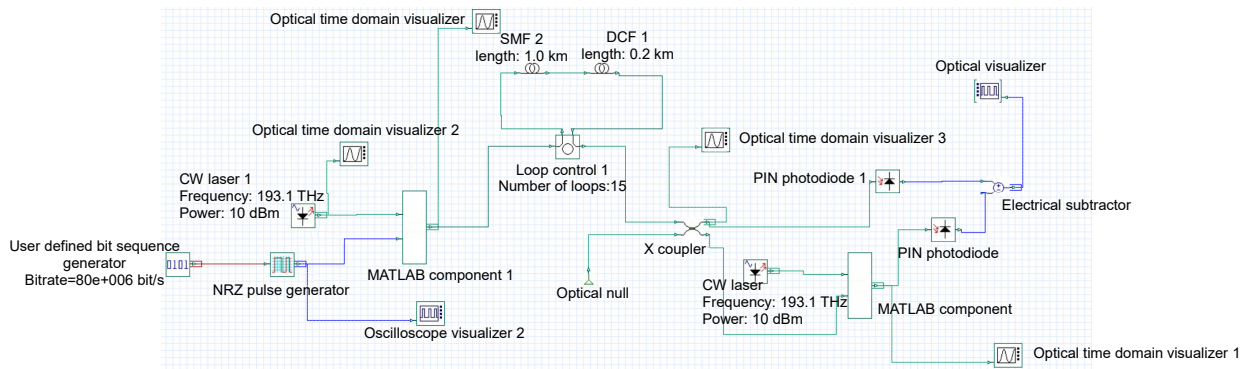 Optical time domain visualizer
SMF 2
length: 1.0 km
DCF 1
length: 0.2 km
Optical visualizer
Optical time domain visualizer 2
Optical time domain visualizer 3
Loop control 1
Number of loops:15
PIN photodiode 1
CW laser 1
Frequency: 193.1 THz
Power: 10 dBm
Electrical subtractor
User defined bit sequence
generator
Bitrate=80e+006 bit/s
0101
NRZ pulse generator
MATLAB component 1
X coupler
PIN photodiode
Optical null
CW laser
Frequency: 193.1 THz
Power: 10 dBm
MATLAB component
Oscilloscope visualizer 2
Optical time domain visualizer 1